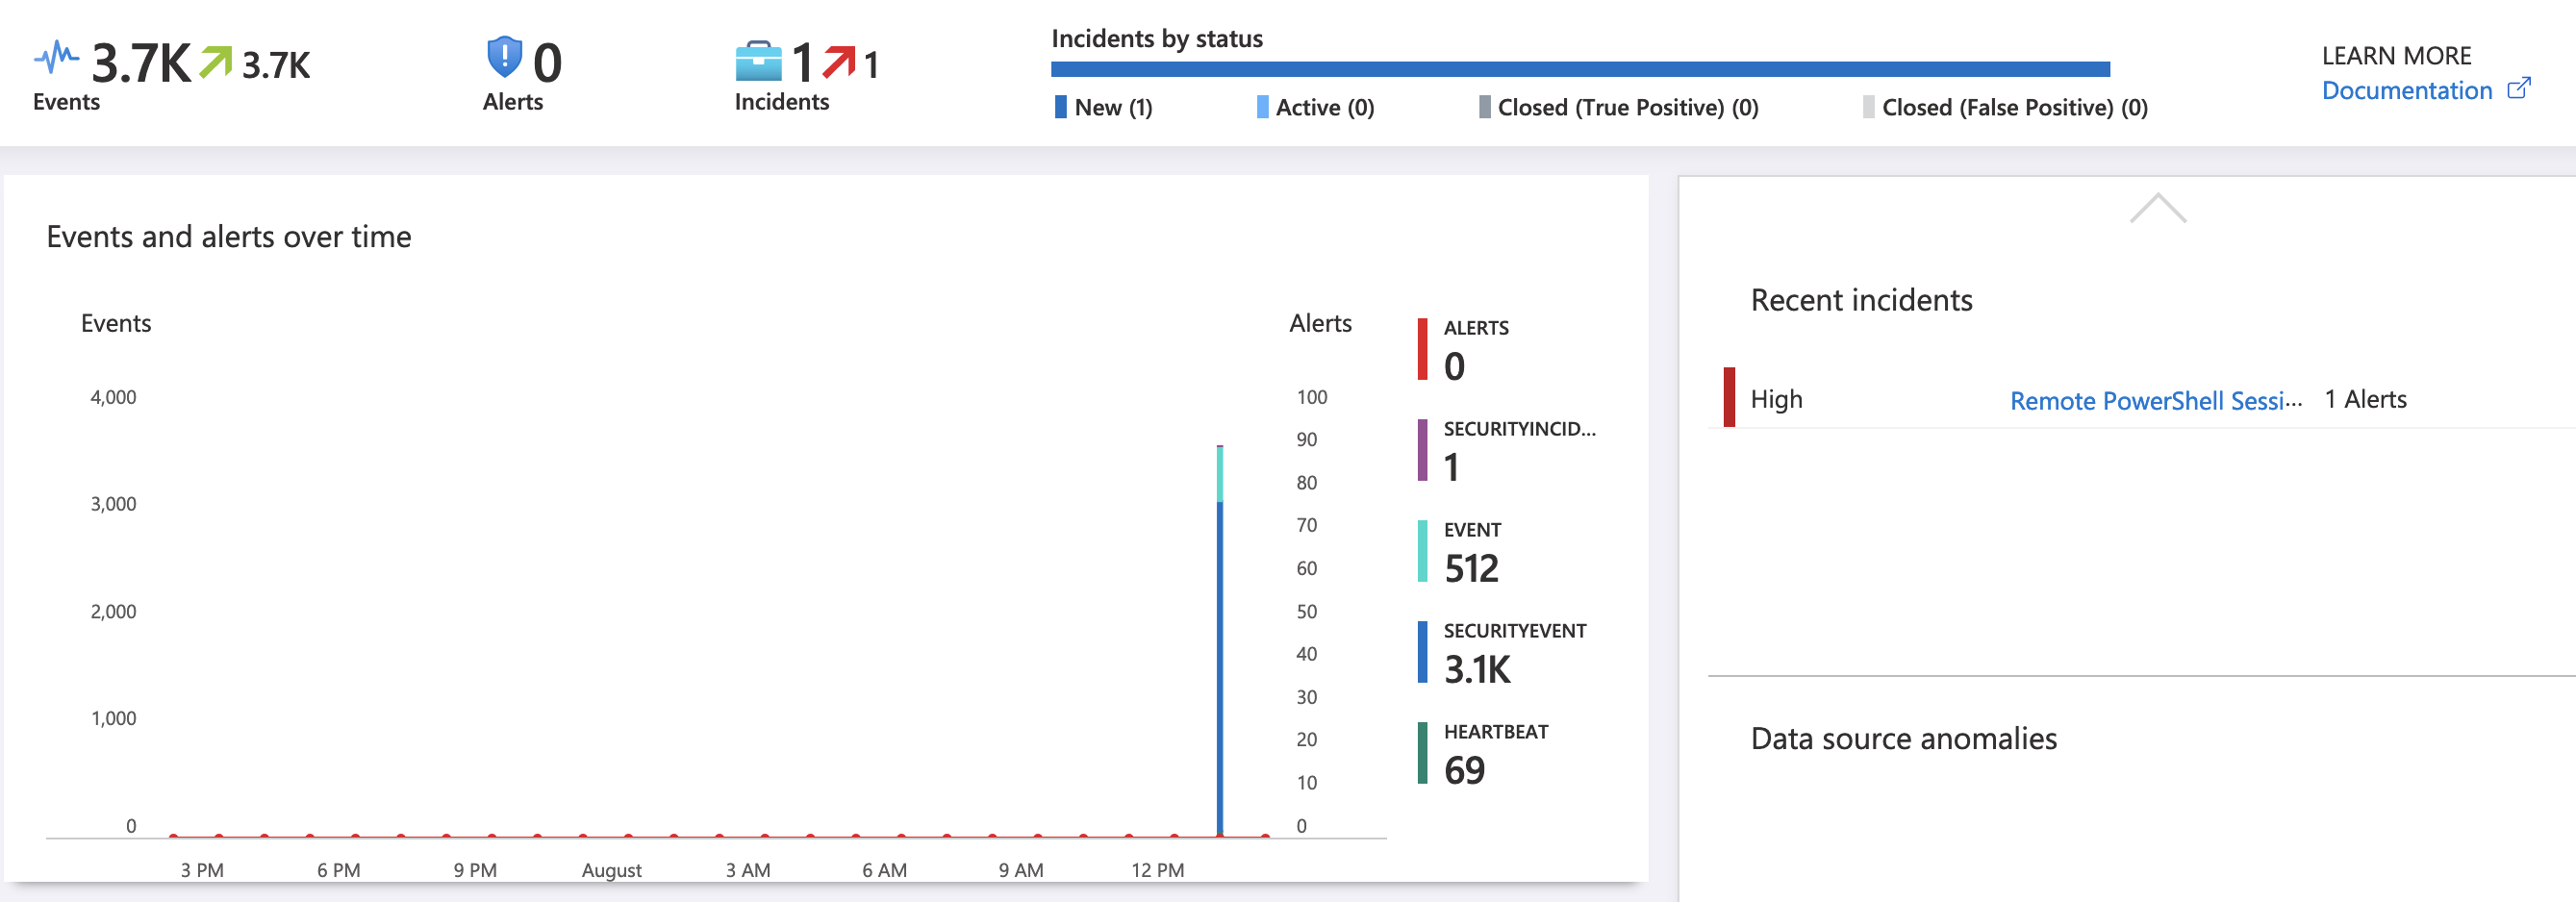 3.7K 3.7K
Events
0
Alerts
1 1
Incidents
Incidents by status
New (1) Active (0) Closed (True Positive) (0) Closed (False Positive) (0)
LEARN MORE
Documentation
Events and alerts over time
Events
4,000
3,000
2,000
1,000
0
Alerts
100
90
80
70
60
50
40
30
20
10
0
3 PM 6 PM 9 PM August 3 AM 6 AM 9 AM 12 PM
ALERTS
0
SECURITYINCID...
1
EVENT
512
SECURITYEVENT
3.1K
HEARTBEAT
69
Recent incidents
High Remote PowerShell Sessi... 1 Alerts
Data source anomalies